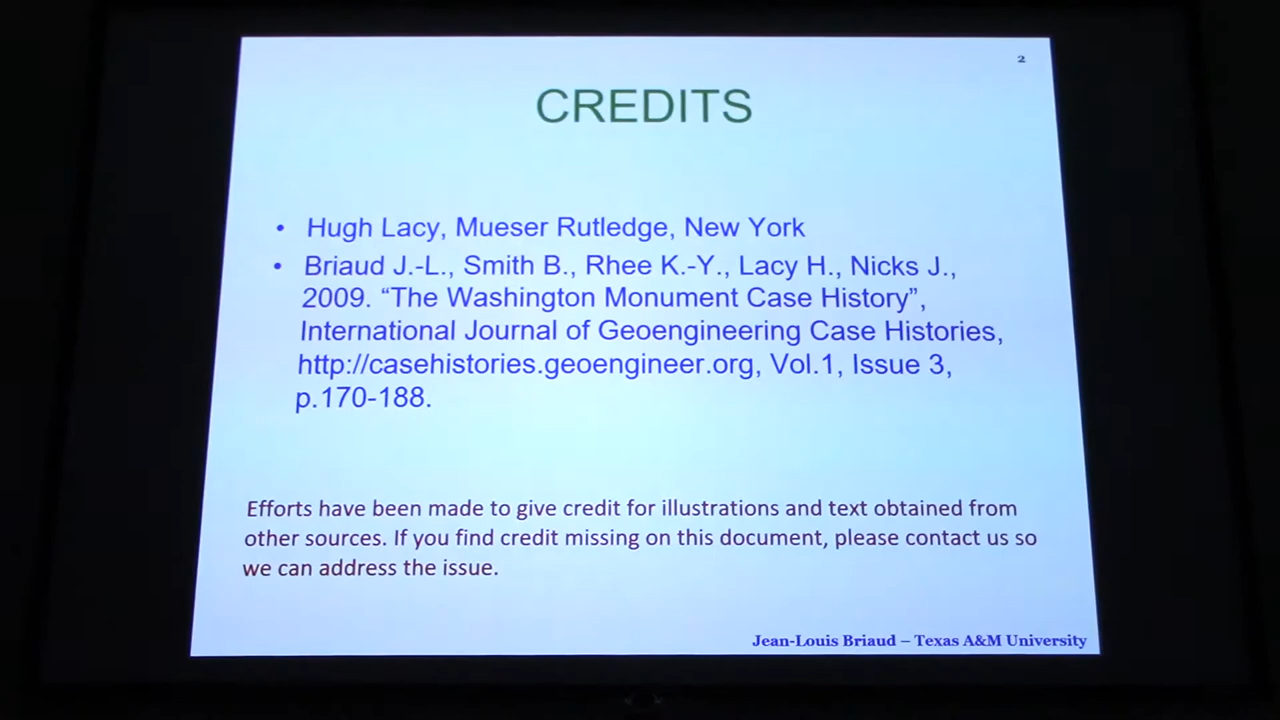 2
CREDITS
• Hugh Lacy, Mueser Rutledge, New York
• Briaud J.-L., Smith B., Rhee K.-Y., Lacy H., Nicks J.,
2009. “The Washington Monument Case History”,
International Journal of Geoengineering Case Histories,
http://casehistories.geoengineer.org, Vol.1, Issue 3,
p.170-188.
Efforts have been made to give credit for illustrations and text obtained from
other sources. If you find credit missing on this document, please contact us so
we can address the issue.
Jean-Louis Briaud – Texas A&M University